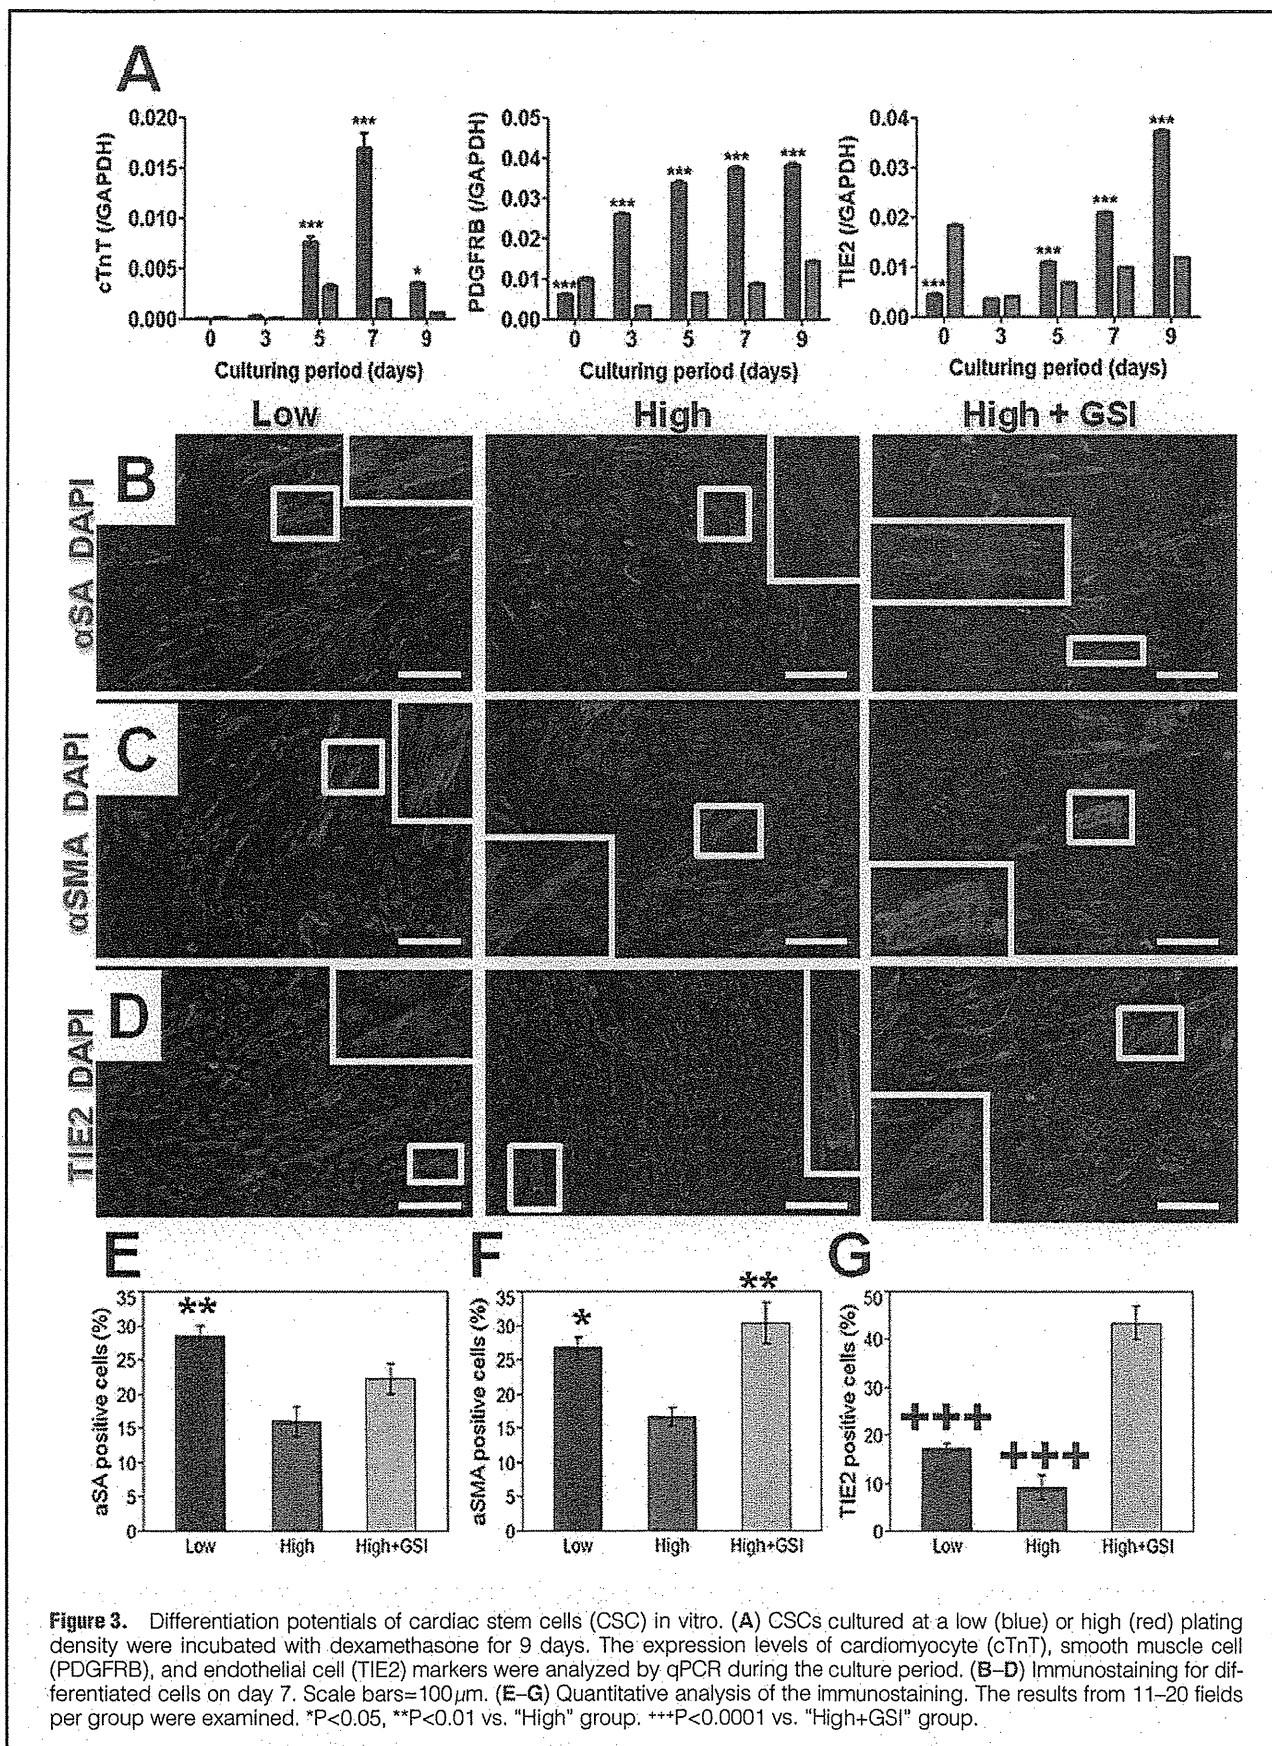 A
cTnT (/GAPDH)
0.020
0.015
0.010
0.005
0.000
***
***
*
0 3 5 7 9
Culturing period (days)
PDGFRB (/GAPDH)
0.05
0.04
0.03
0.02
0.01
0.00
***
***
***
***
***
0 3 5 7 9
Culturing period (days)
TIE2 (/GAPDH)
0.04
0.03
0.02
0.01
0.00
***
***
***
***
0 3 5 7 9
Culturing period (days)
Low High High + GSI
B
αSA DAPI
C
αSMA DAPI
D
TIE2 DAPI
E
aSA positive cells (%)
35
30
25
20
15
10
5
0
**
Low High High+GSI
F
aSMA positive cells (%)
35
30
25
20
15
10
5
0
*
**
Low High High+GSI
G
TIE2 positive cells (%)
50
40
30
20
10
0
+++
+++
Low High High+GSI
Figure 3. Differentiation potentials of cardiac stem cells (CSC) in vitro. (A) CSCs cultured at a low (blue) or high (red) plating
density were incubated with dexamethasone for 9 days. The expression levels of cardiomyocyte (cTnT), smooth muscle cell
(PDGFRB), and endothelial cell (TIE2) markers were analyzed by qPCR during the culture period. (B–D) Immunostaining for dif-
ferentiated cells on day 7. Scale bars=100μm. (E–G) Quantitative analysis of the immunostaining. The results from 11–20 fields
per group were examined. *P<0.05, **P<0.01 vs. "High" group. +++P<0.0001 vs. "High+GSI" group.